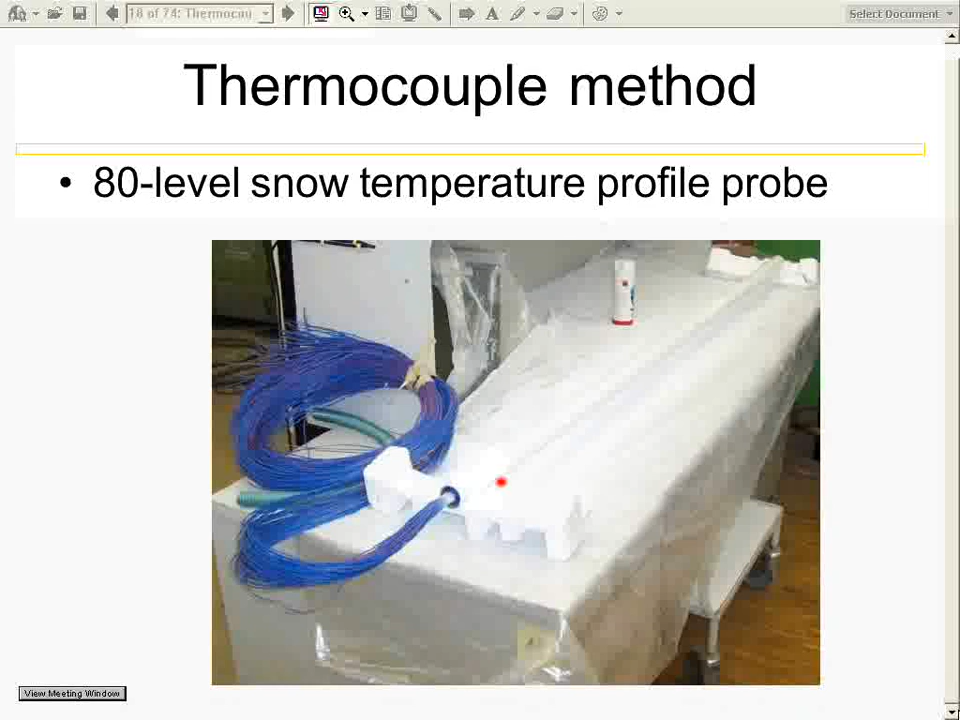 18 of 74: Thermocou
Select Document
Thermocouple method
• 80-level snow temperature profile probe
View Meeting Window